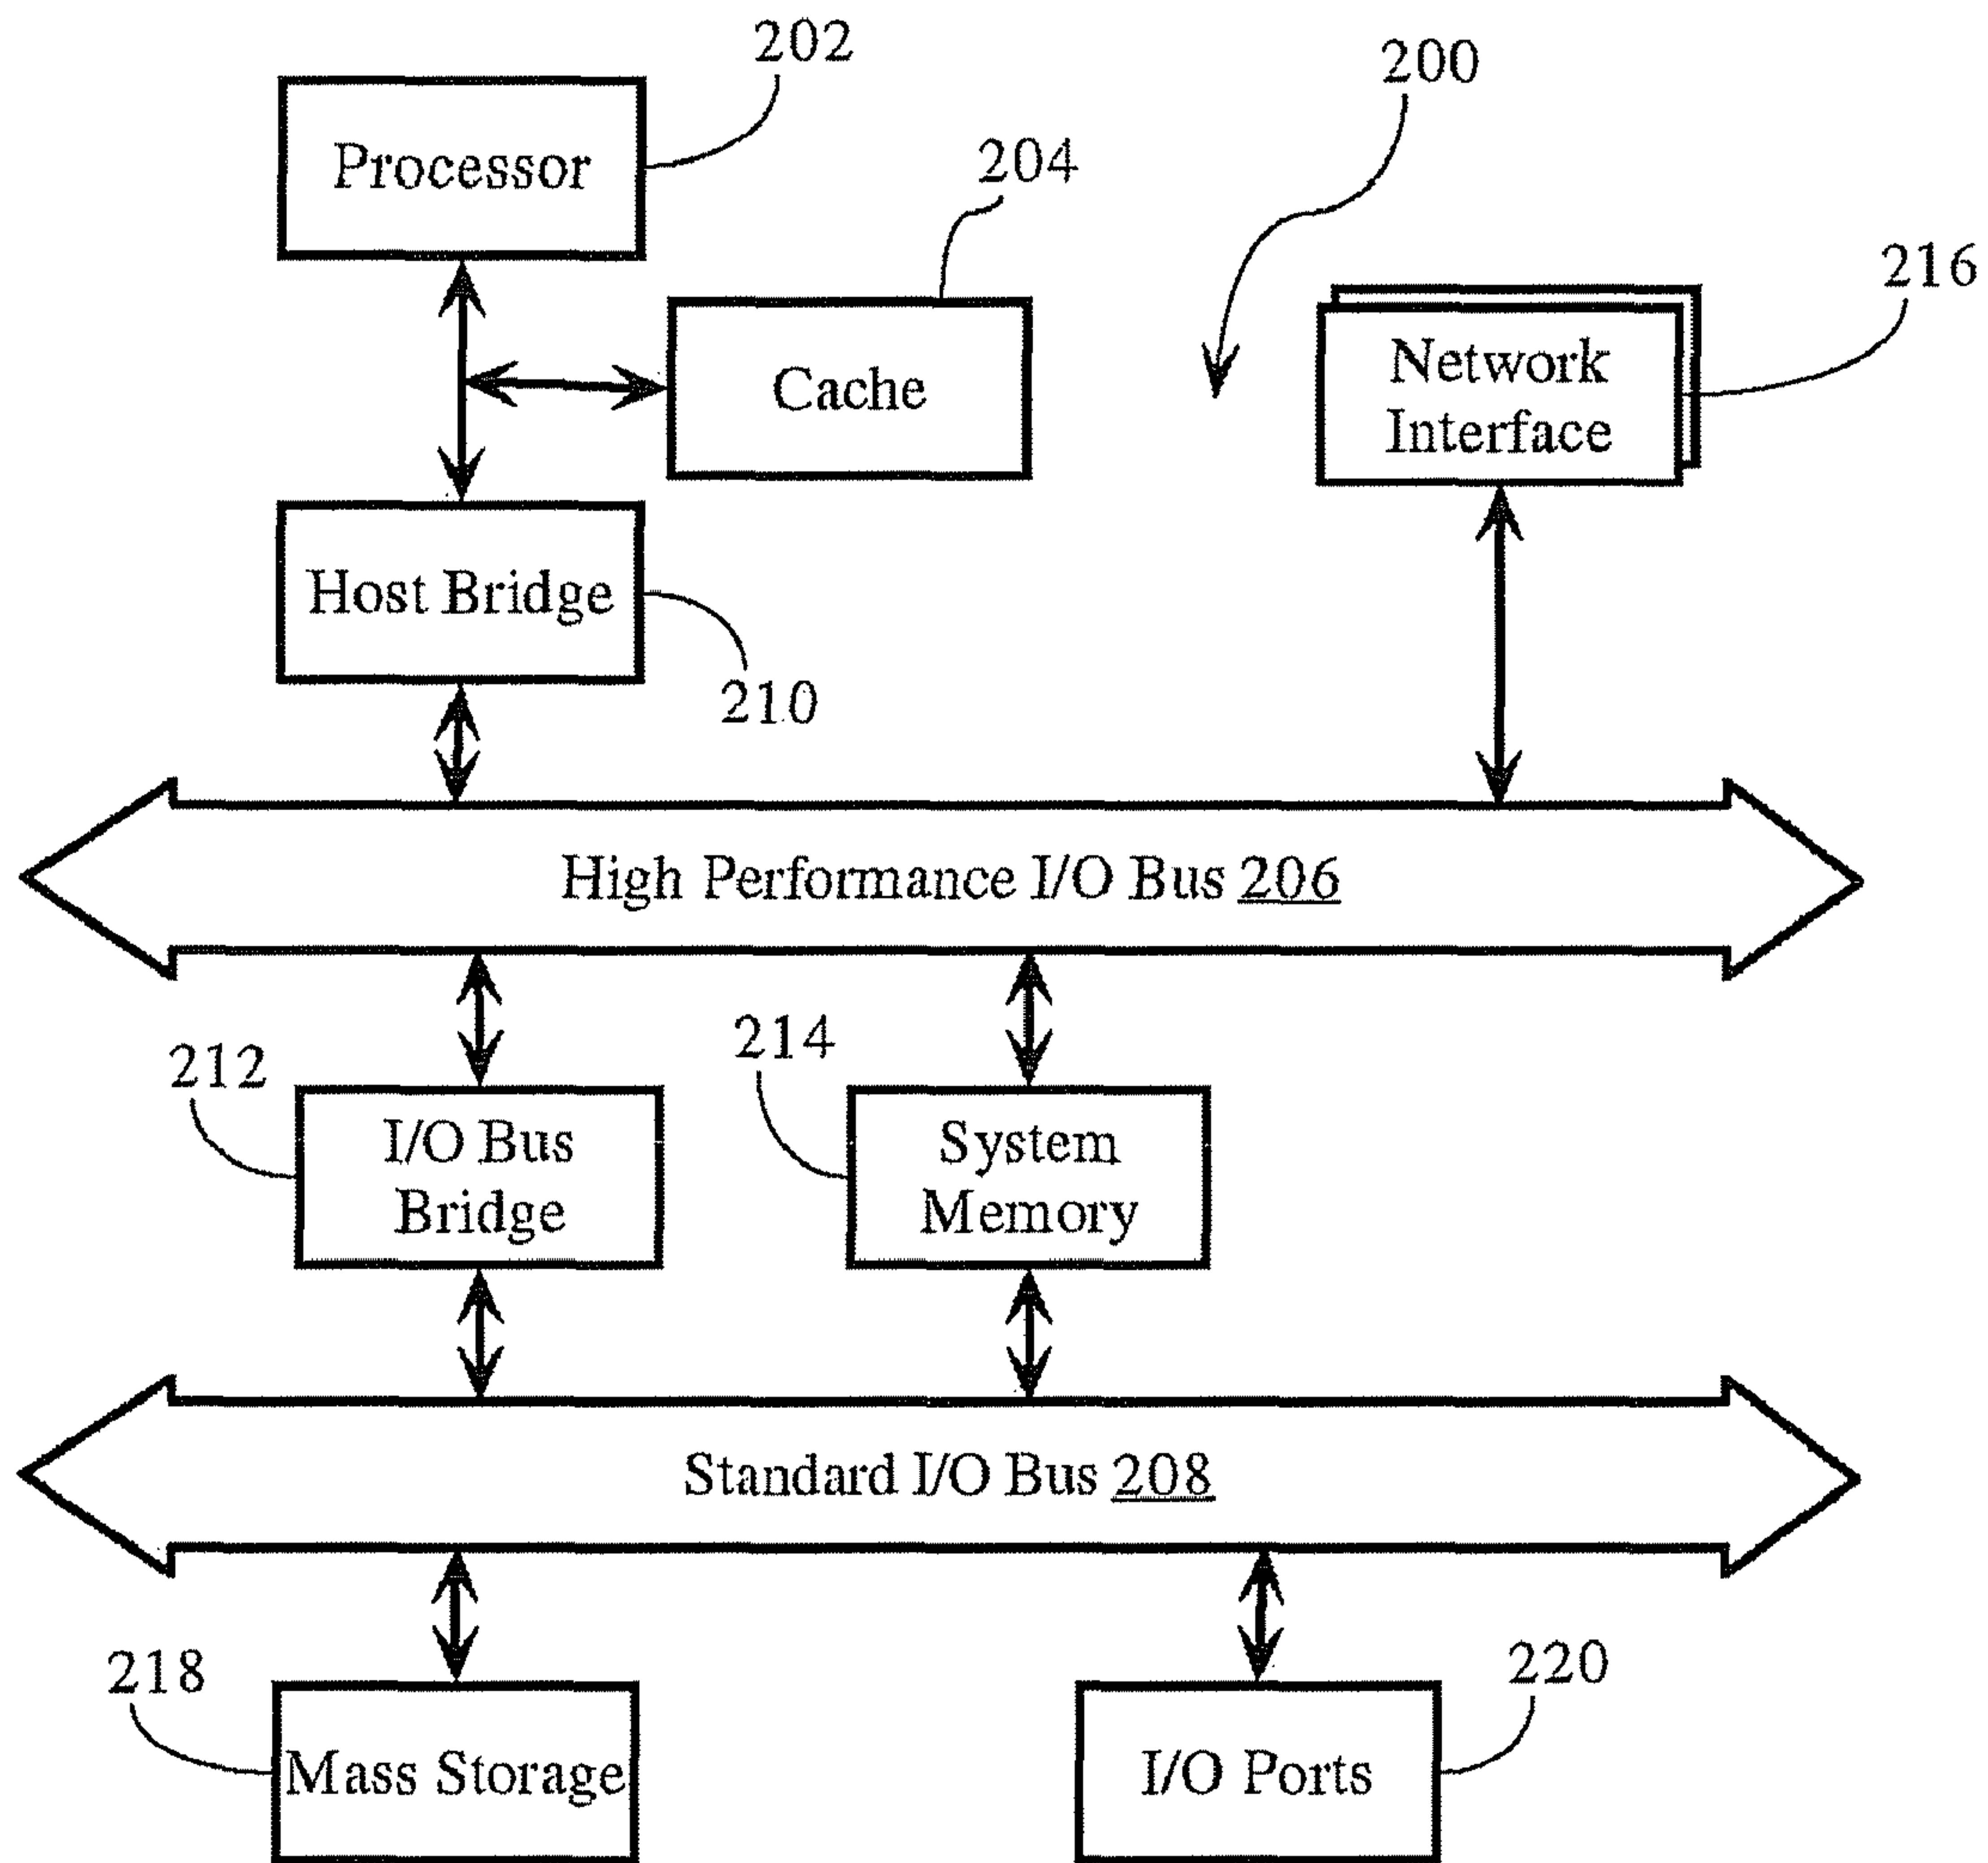 202
200
Processor
204
216
Network
Interface
Cache
Host Bridge
210
High Performance I/O Bus 206
212
214
I/O Bus
Bridge
System
Memory
Standard I/O Bus 208
218
220
Mass Storage
I/O Ports